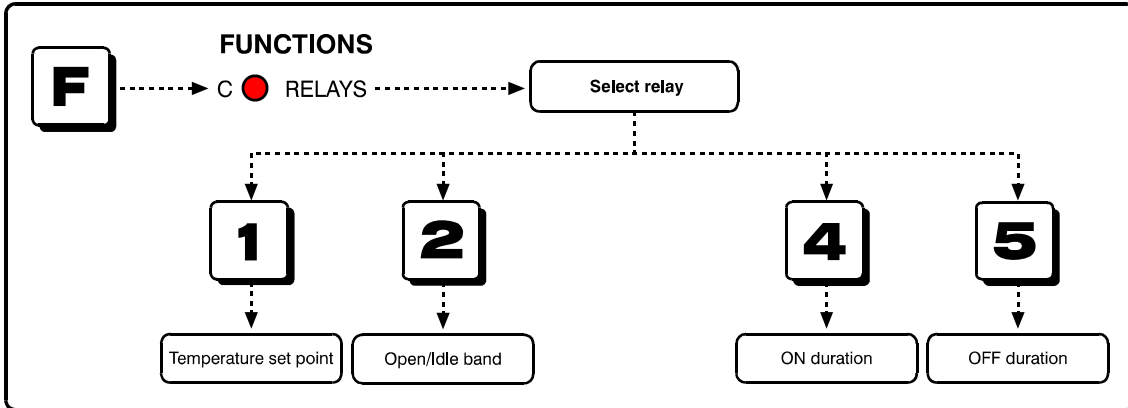 FUNCTIONS
F C RELAYS Select relay
1 2 4 5
Temperature set point Open/Idle band ON duration OFF duration